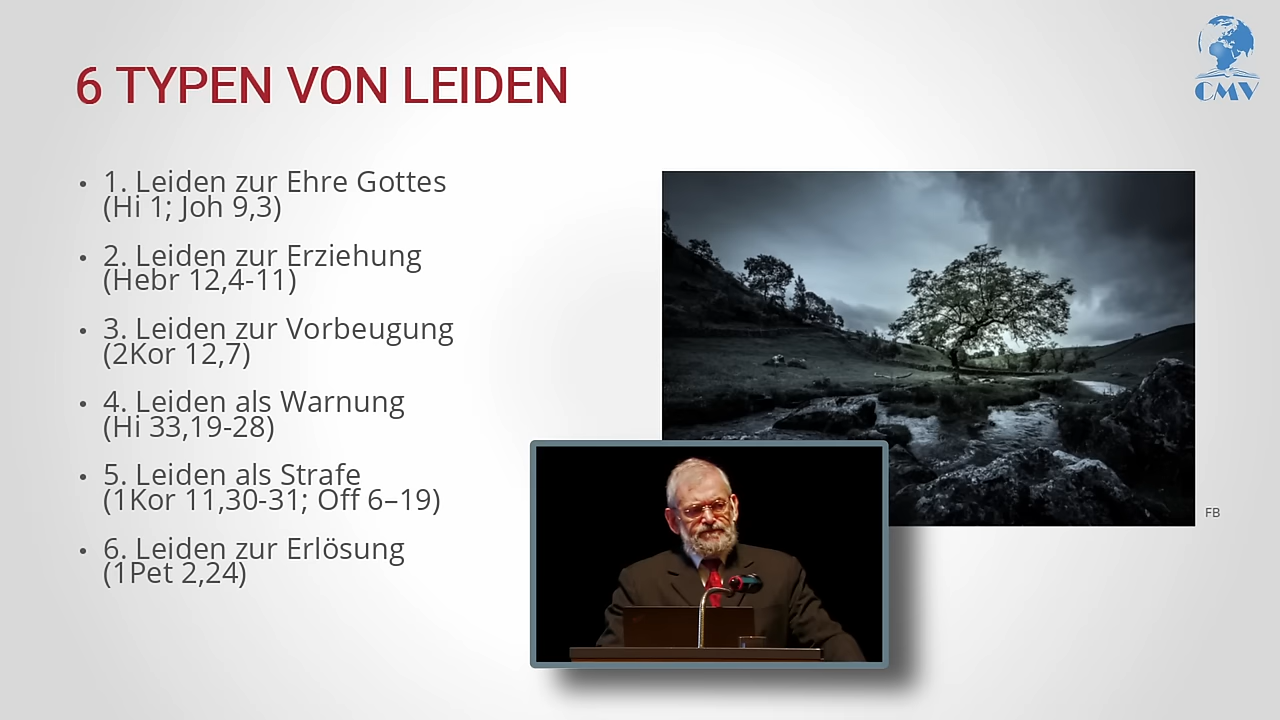 6 TYPEN VON LEIDEN
CMV
• 1. Leiden zur Ehre Gottes
(Hi 1; Joh 9,3)
• 2. Leiden zur Erziehung
(Hebr 12,4-11)
• 3. Leiden zur Vorbeugung
(2Kor 12,7)
• 4. Leiden als Warnung
(Hi 33,19-28)
• 5. Leiden als Strafe
(1Kor 11,30-31; Off 6–19)
• 6. Leiden zur Erlösung
(1Pet 2,24)
FB